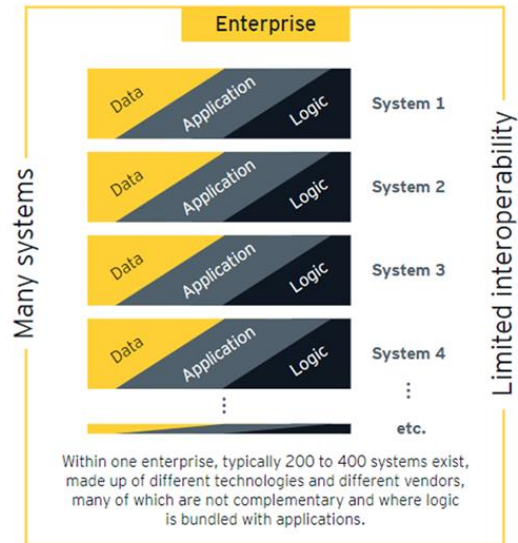 Enterprise
Many systems
Limited interoperability
Data Application Logic System 1
Data Application Logic System 2
Data Application Logic System 3
Data Application Logic System 4
etc.
Within one enterprise, typically 200 to 400 systems exist,
made up of different technologies and different vendors,
many of which are not complementary and where logic
is bundled with applications.